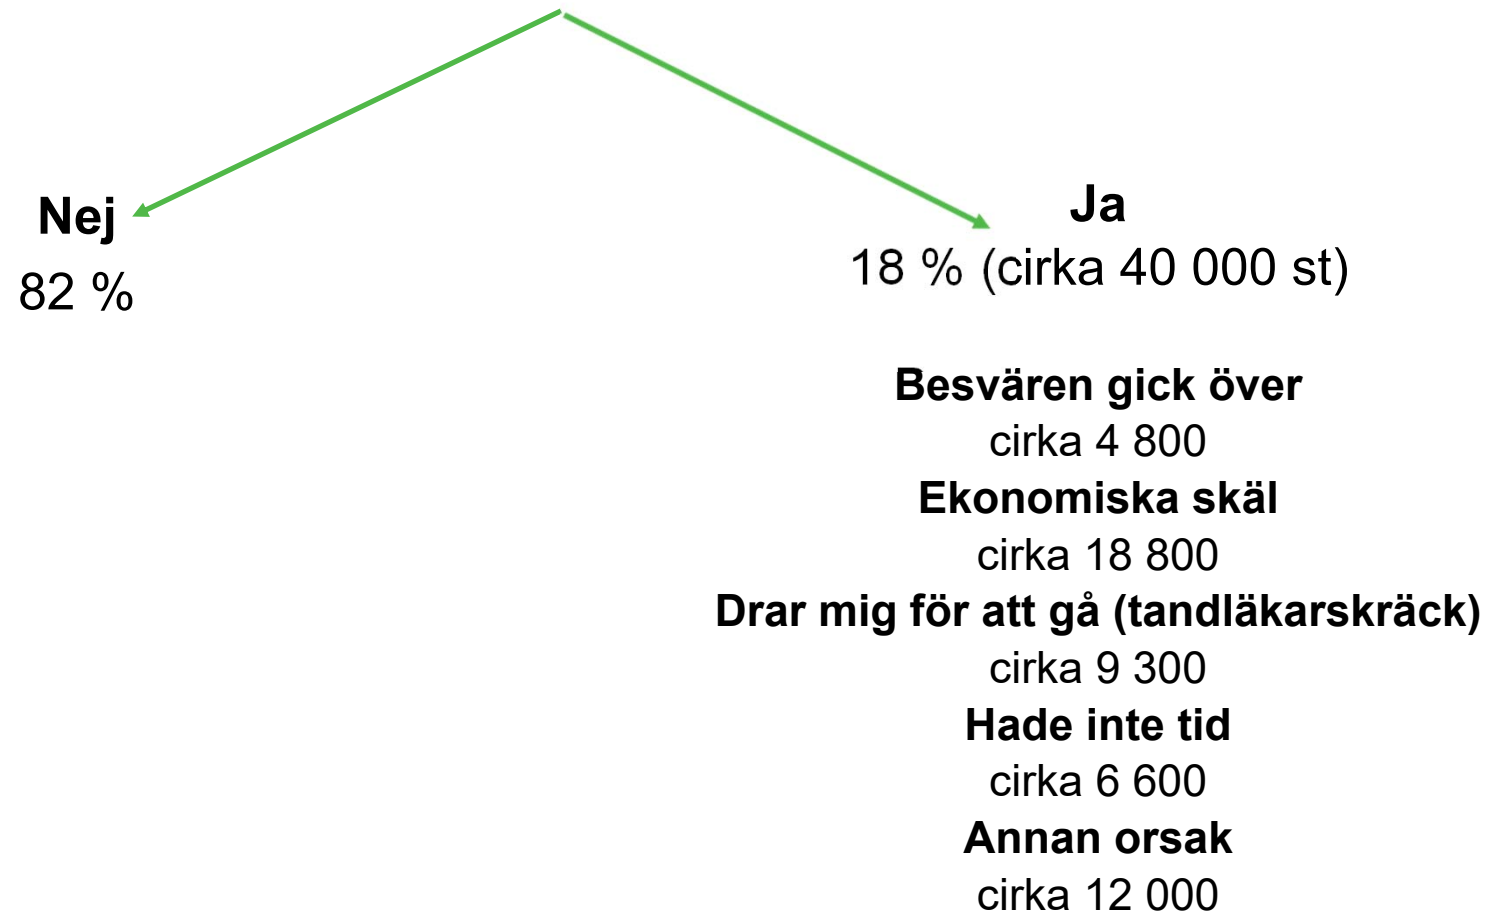 Nej
82 %
Ja
18 % (cirka 40 000 st)
Besvären gick över
cirka 4 800
Ekonomiska skäl
cirka 18 800
Drar mig för att gå (tandläkarskräck)
cirka 9 300
Hade inte tid
cirka 6 600
Annan orsak
cirka 12 000